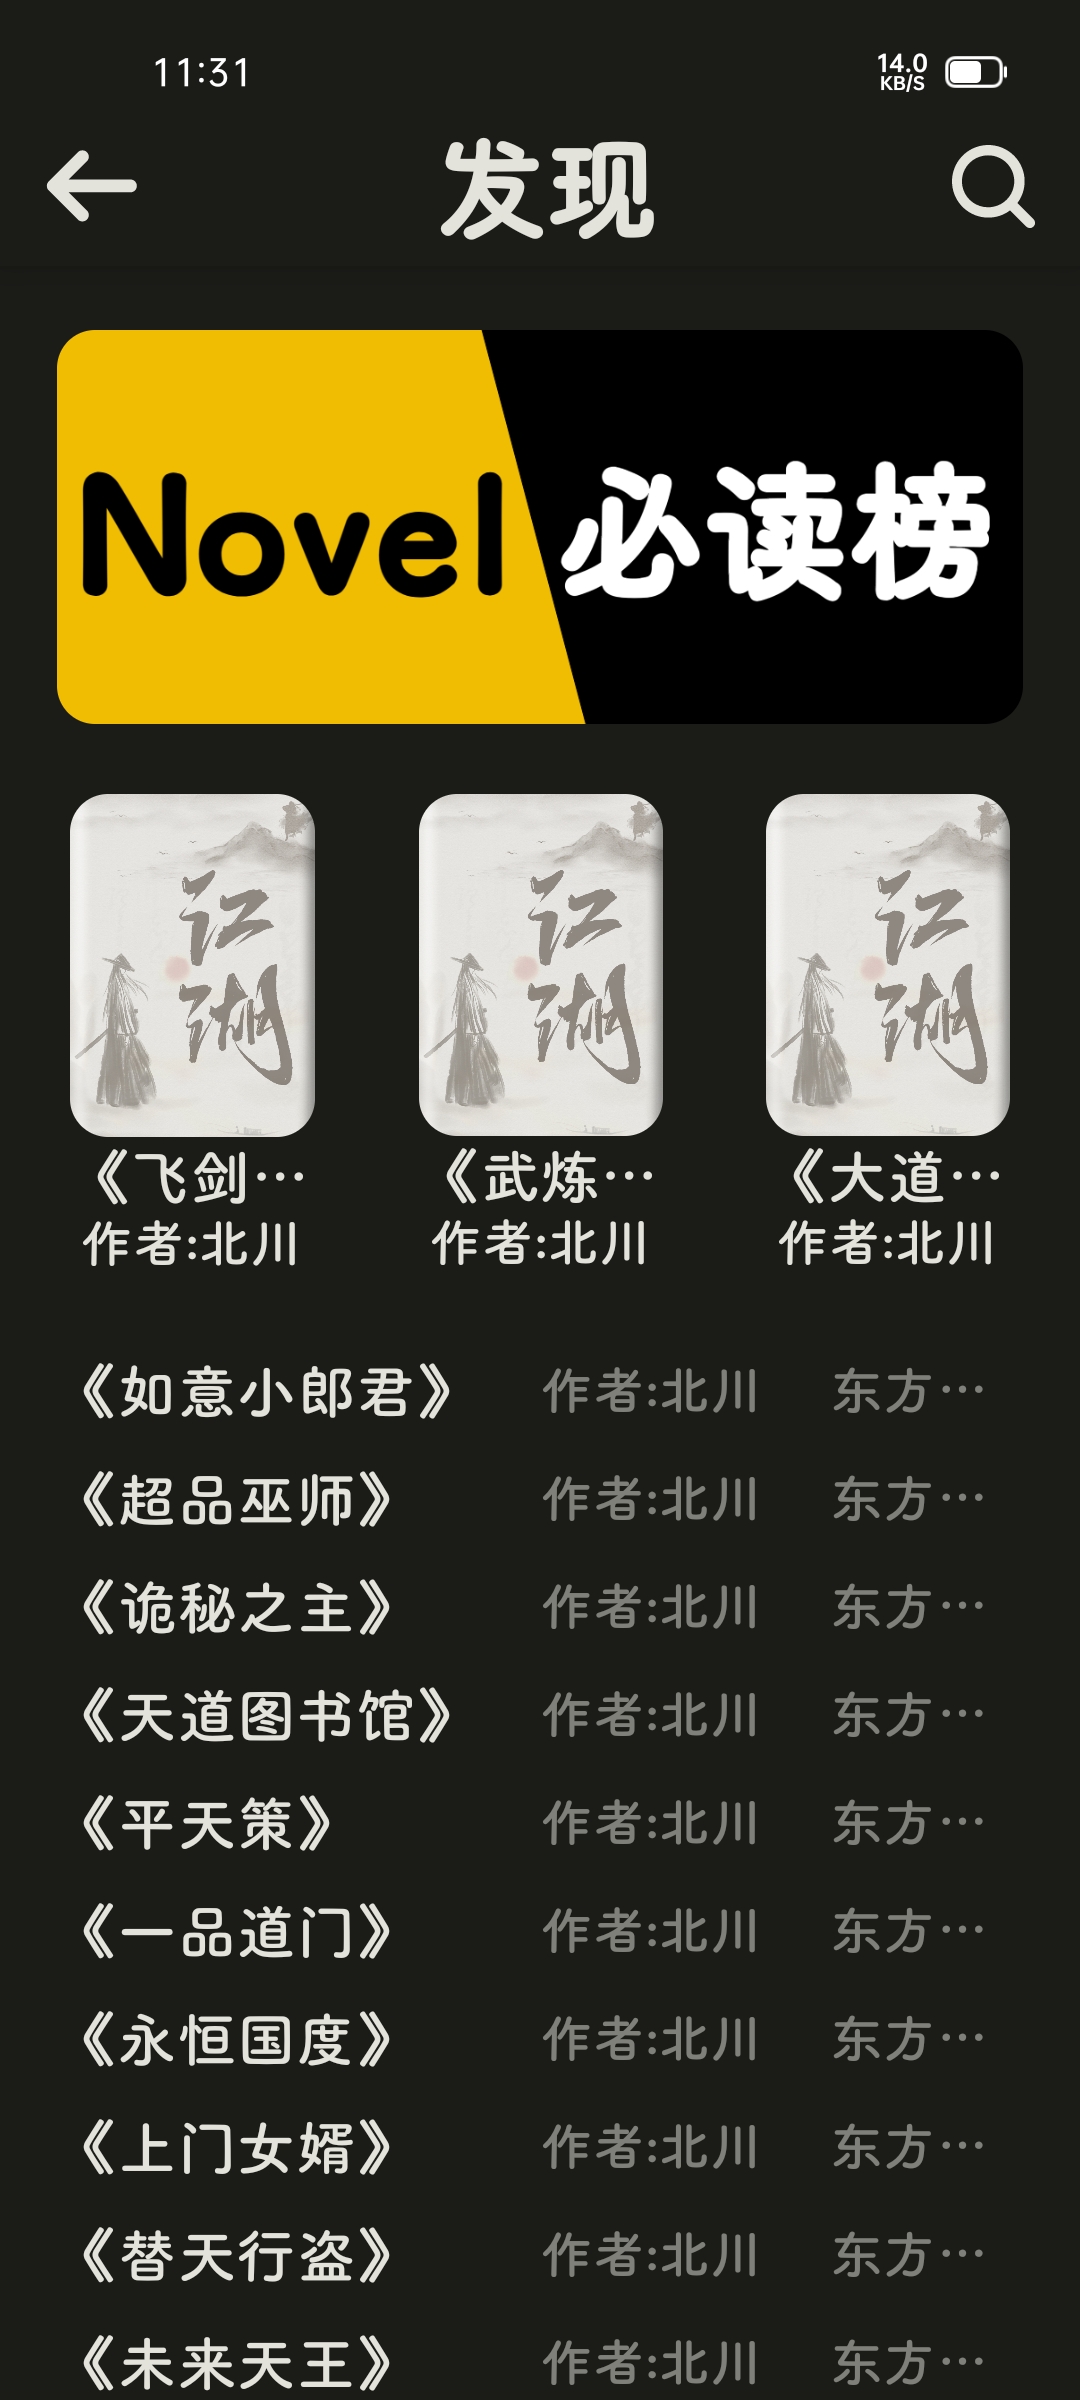 11:31
14.0
KB/S
发现
Novel 必读榜
江湖 江湖 江湖
《飞剑… 《武炼… 《大道…
作者:北川 作者:北川 作者:北川
《如意小郎君》 作者:北川 东方…
《超品巫师》 作者:北川 东方…
《诡秘之主》 作者:北川 东方…
《天道图书馆》 作者:北川 东方…
《平天策》 作者:北川 东方…
《一品道门》 作者:北川 东方…
《永恒国度》 作者:北川 东方…
《上门女婿》 作者:北川 东方…
《替天行盗》 作者:北川 东方…
《未来天王》 作者:北川 东方…